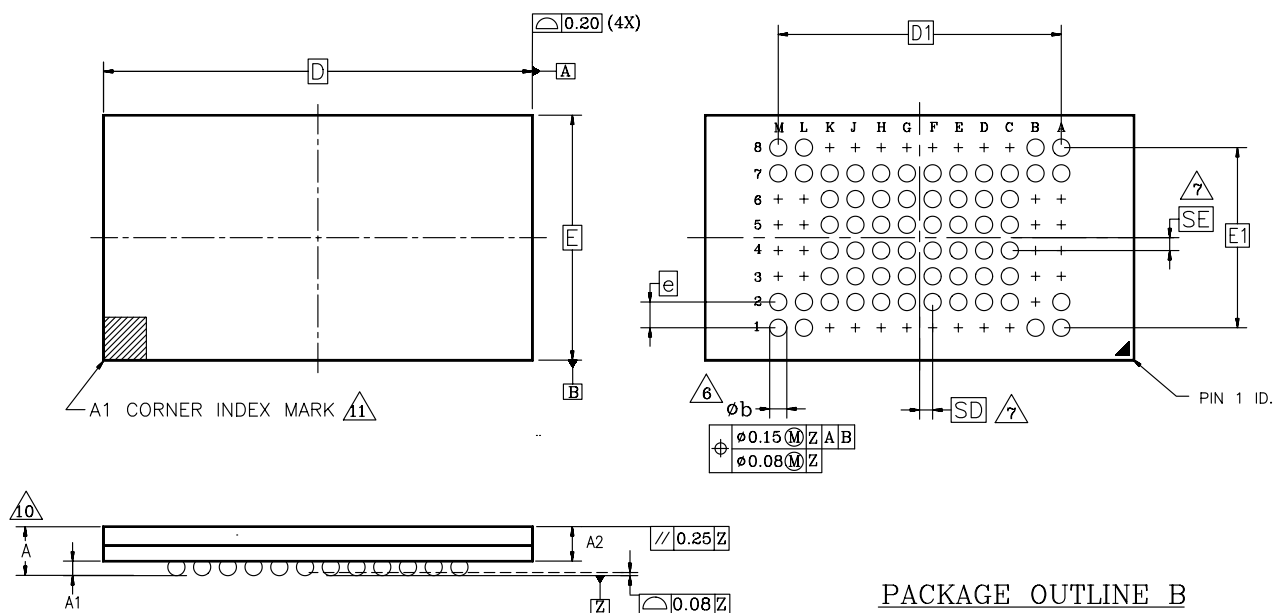 0.20 (4X)
D
A
D1
M L K J H G F E D C B A
8
7
6
5
4
3
2
1
E
7
SE
E1
e
B
A1 CORNER INDEX MARK 11
PIN 1 ID.
6
øb
SD 7
ø0.15 M Z A B
ø0.08 M Z
10
A
A1
A2
// 0.25 Z
Z
0.08 Z
PACKAGE OUTLINE B